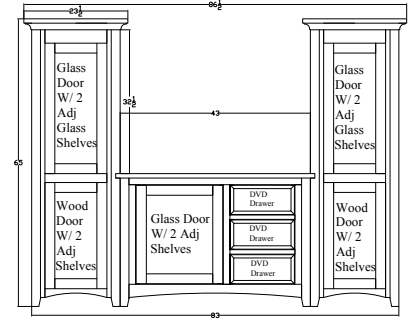 86½
23½
Glass
Door
W/ 2
Adj
Glass
Shelves
32½
43
Glass
Door
W/ 2
Adj
Glass
Shelves
65
Wood
Door
W/ 2
Adj
Shelves
Glass Door
W/ 2 Adj
Shelves
DVD
Drawer
DVD
Drawer
DVD
Drawer
Wood
Door
W/ 2
Adj
Shelves
83